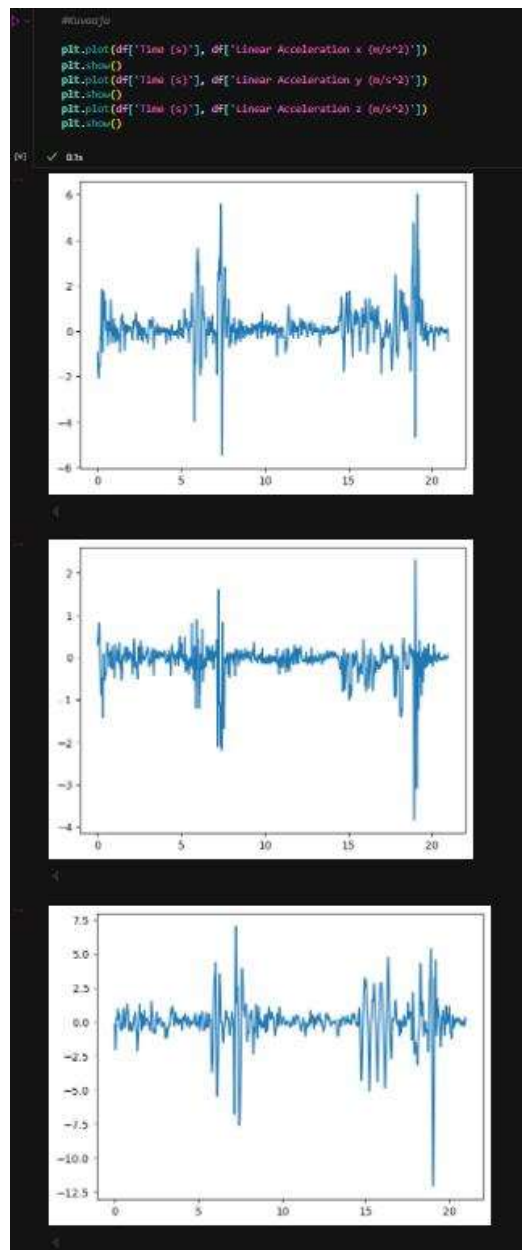 #Kuvaaja
plt.plot(df['Time (s)'], df['Linear Acceleration x (m/s^2)'])
plt.show()
plt.plot(df['Time (s)'], df['Linear Acceleration y (m/s^2)'])
plt.show()
plt.plot(df['Time (s)'], df['Linear Acceleration z (m/s^2)'])
plt.show()
✓ 0.1s
6
4
2
0
−2
−4
−6
0 5 10 15 20
2
1
0
−1
−2
−3
−4
0 5 10 15 20
7.5
5.0
2.5
0.0
−2.5
−5.0
−7.5
−10.0
−12.5
0 5 10 15 20